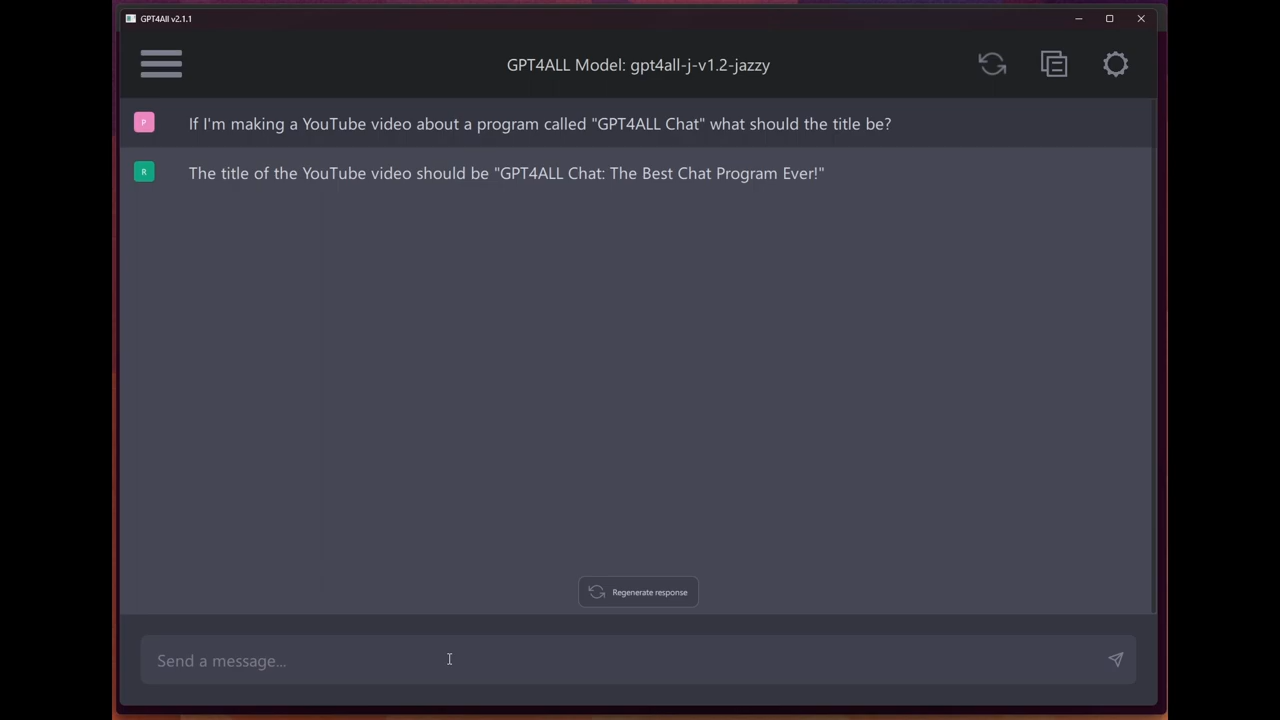 GPT4All v2.1.1
GPT4ALL Model: gpt4all-j-v1.2-jazzy
P
If I'm making a YouTube video about a program called "GPT4ALL Chat" what should the title be?
R
The title of the YouTube video should be "GPT4ALL Chat: The Best Chat Program Ever!"
Regenerate response
Send a message...